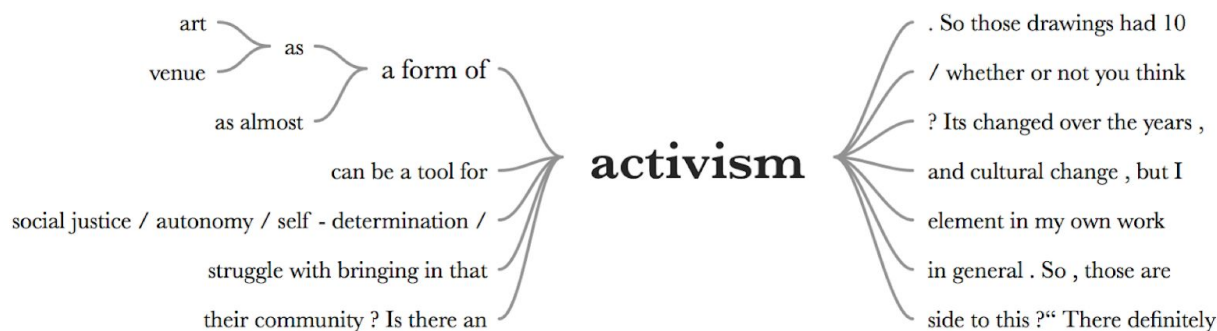 art
as
venue
a form of
as almost
can be a tool for
social justice / autonomy / self - determination /
struggle with bringing in that
their community ? Is there an
activism
. So those drawings had 10
/ whether or not you think
? Its changed over the years ,
and cultural change , but I
element in my own work
in general . So , those are
side to this ?“ There definitely